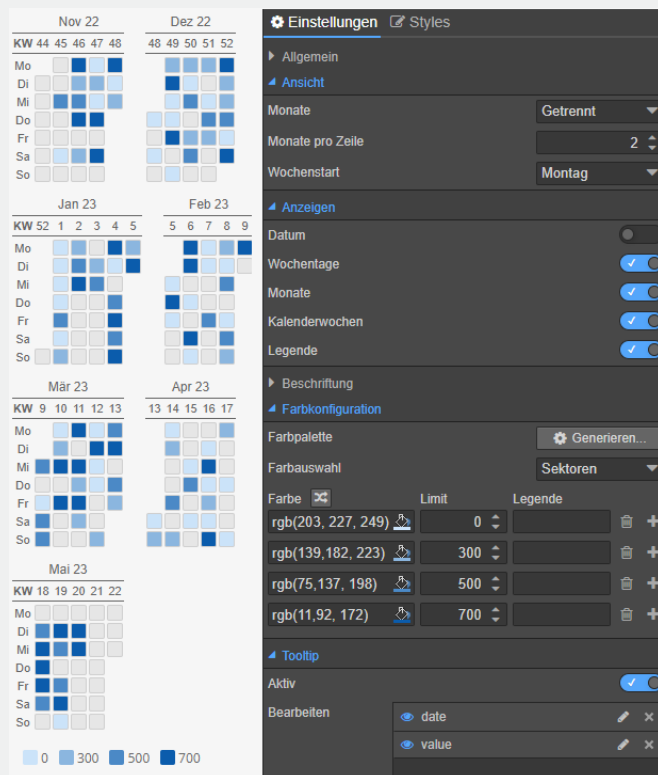 Nov 22
Dez 22
KW 44 45 46 47 48
48 49 50 51 52
Mo
Di
Mi
Do
Fr
Sa
So
Jan 23
Feb 23
KW 52 1 2 3 4 5
5 6 7 8 9
Mo
Di
Mi
Do
Fr
Sa
So
Mär 23
Apr 23
KW 9 10 11 12 13
13 14 15 16 17
Mo
Di
Mi
Do
Fr
Sa
So
Mai 23
KW 18 19 20 21 22
Mo
Di
Mi
Do
Fr
Sa
So
0 300 500 700
Einstellungen
Styles
Allgemein
Ansicht
Monate
Getrennt
Monate pro Zeile
2
Wochenstart
Montag
Anzeigen
Datum
Wochentage
Monate
Kalenderwochen
Legende
Beschriftung
Farbkonfiguration
Farbpalette
Generieren...
Farbauswahl
Sektoren
Farbe
Limit
Legende
rgb(203, 227, 249)
0
rgb(139,182, 223)
300
rgb(75,137, 198)
500
rgb(11,92, 172)
700
Tooltip
Aktiv
Bearbeiten
date
value